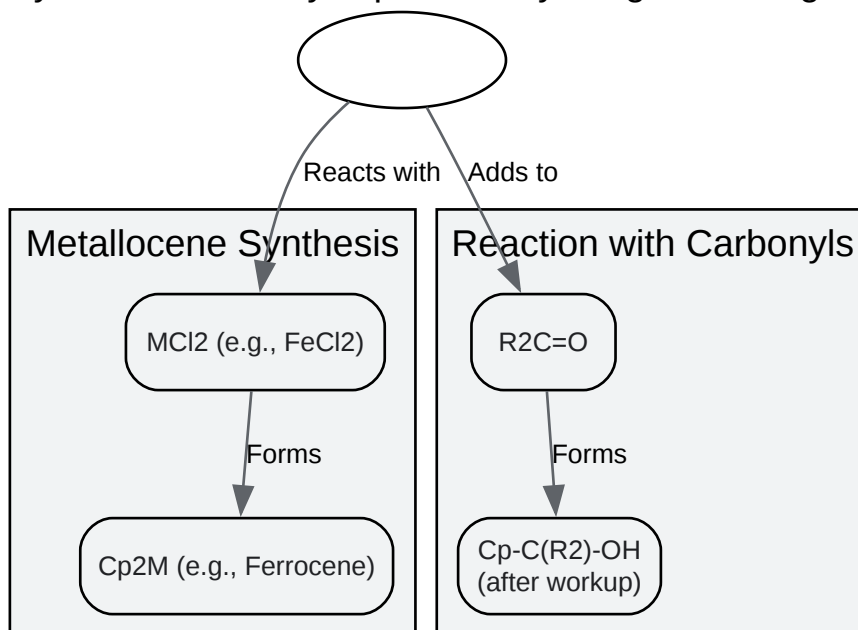 Reacts with
Adds to
Metallocene Synthesis
Reaction with Carbonyls
MCl2 (e.g., FeCl2)
R2C=O
Forms
Forms
Cp2M (e.g., Ferrocene)
Cp-C(R2)-OH
(after workup)